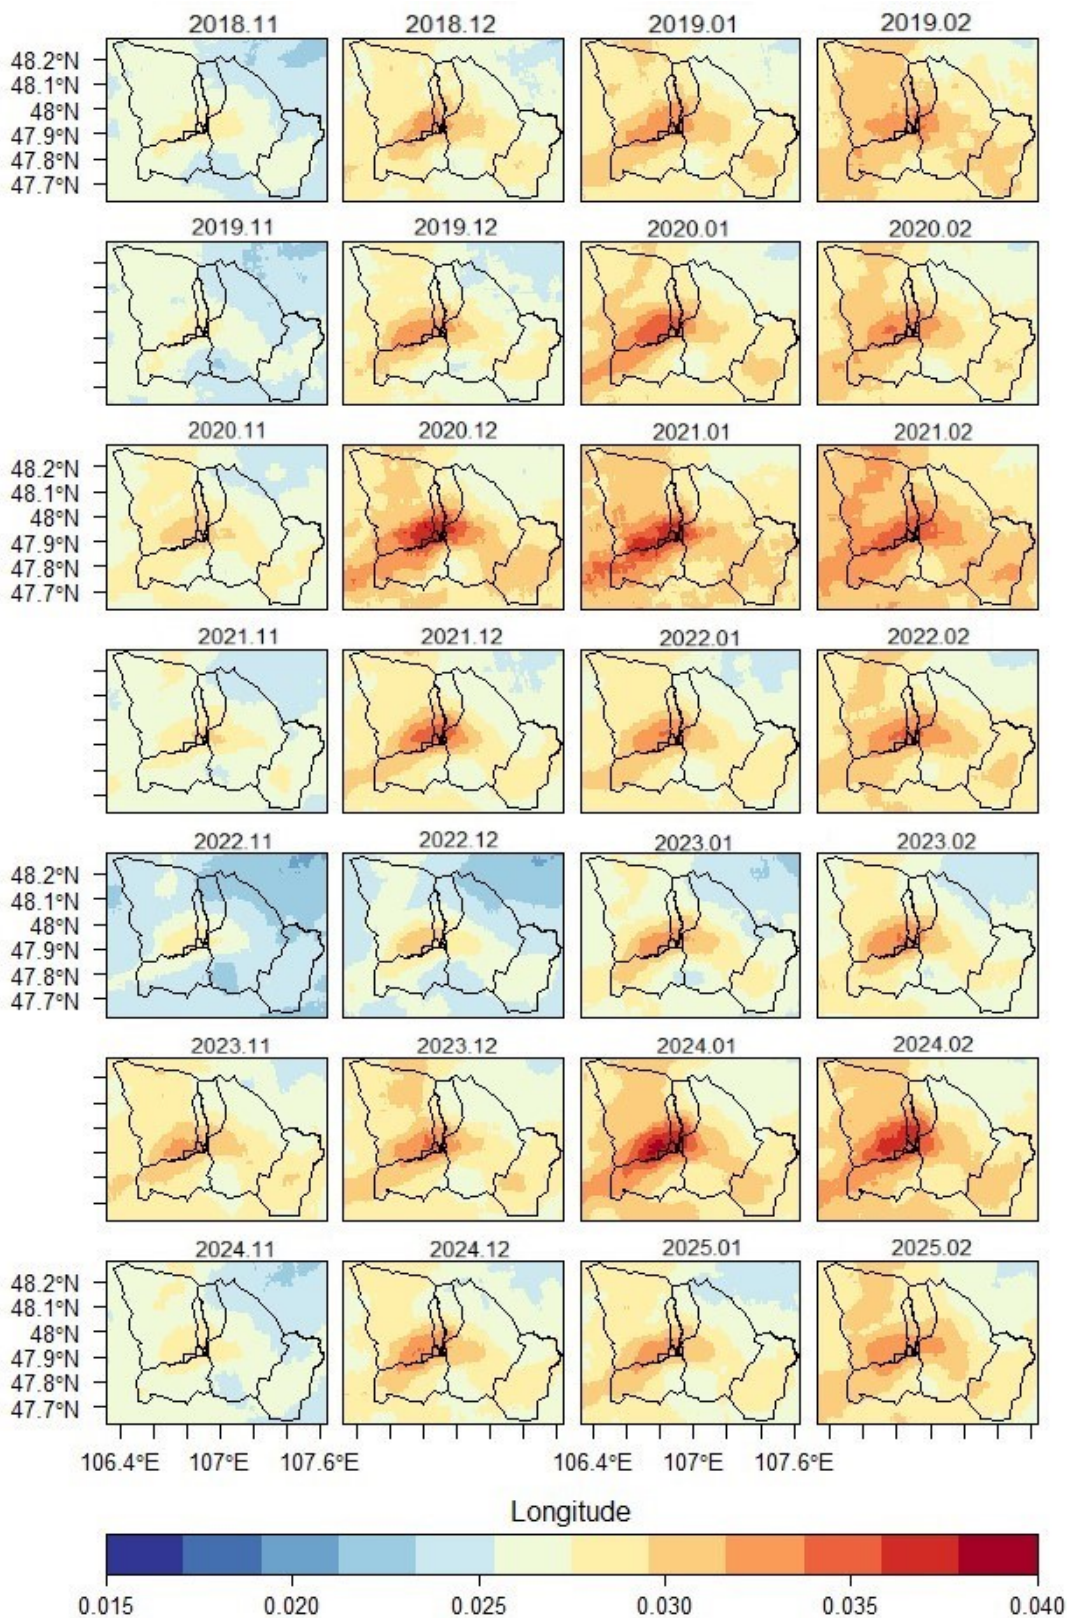 2018.11 2018.12 2019.01 2019.02
48.2°N
48.1°N
48°N
47.9°N
47.8°N
47.7°N
2019.11 2019.12 2020.01 2020.02
2020.11 2020.12 2021.01 2021.02
48.2°N
48.1°N
48°N
47.9°N
47.8°N
47.7°N
2021.11 2021.12 2022.01 2022.02
2022.11 2022.12 2023.01 2023.02
48.2°N
48.1°N
48°N
47.9°N
47.8°N
47.7°N
2023.11 2023.12 2024.01 2024.02
2024.11 2024.12 2025.01 2025.02
48.2°N
48.1°N
48°N
47.9°N
47.8°N
47.7°N
106.4°E 107°E 107.6°E 106.4°E 107°E 107.6°E
Longitude
0.015 0.020 0.025 0.030 0.035 0.040